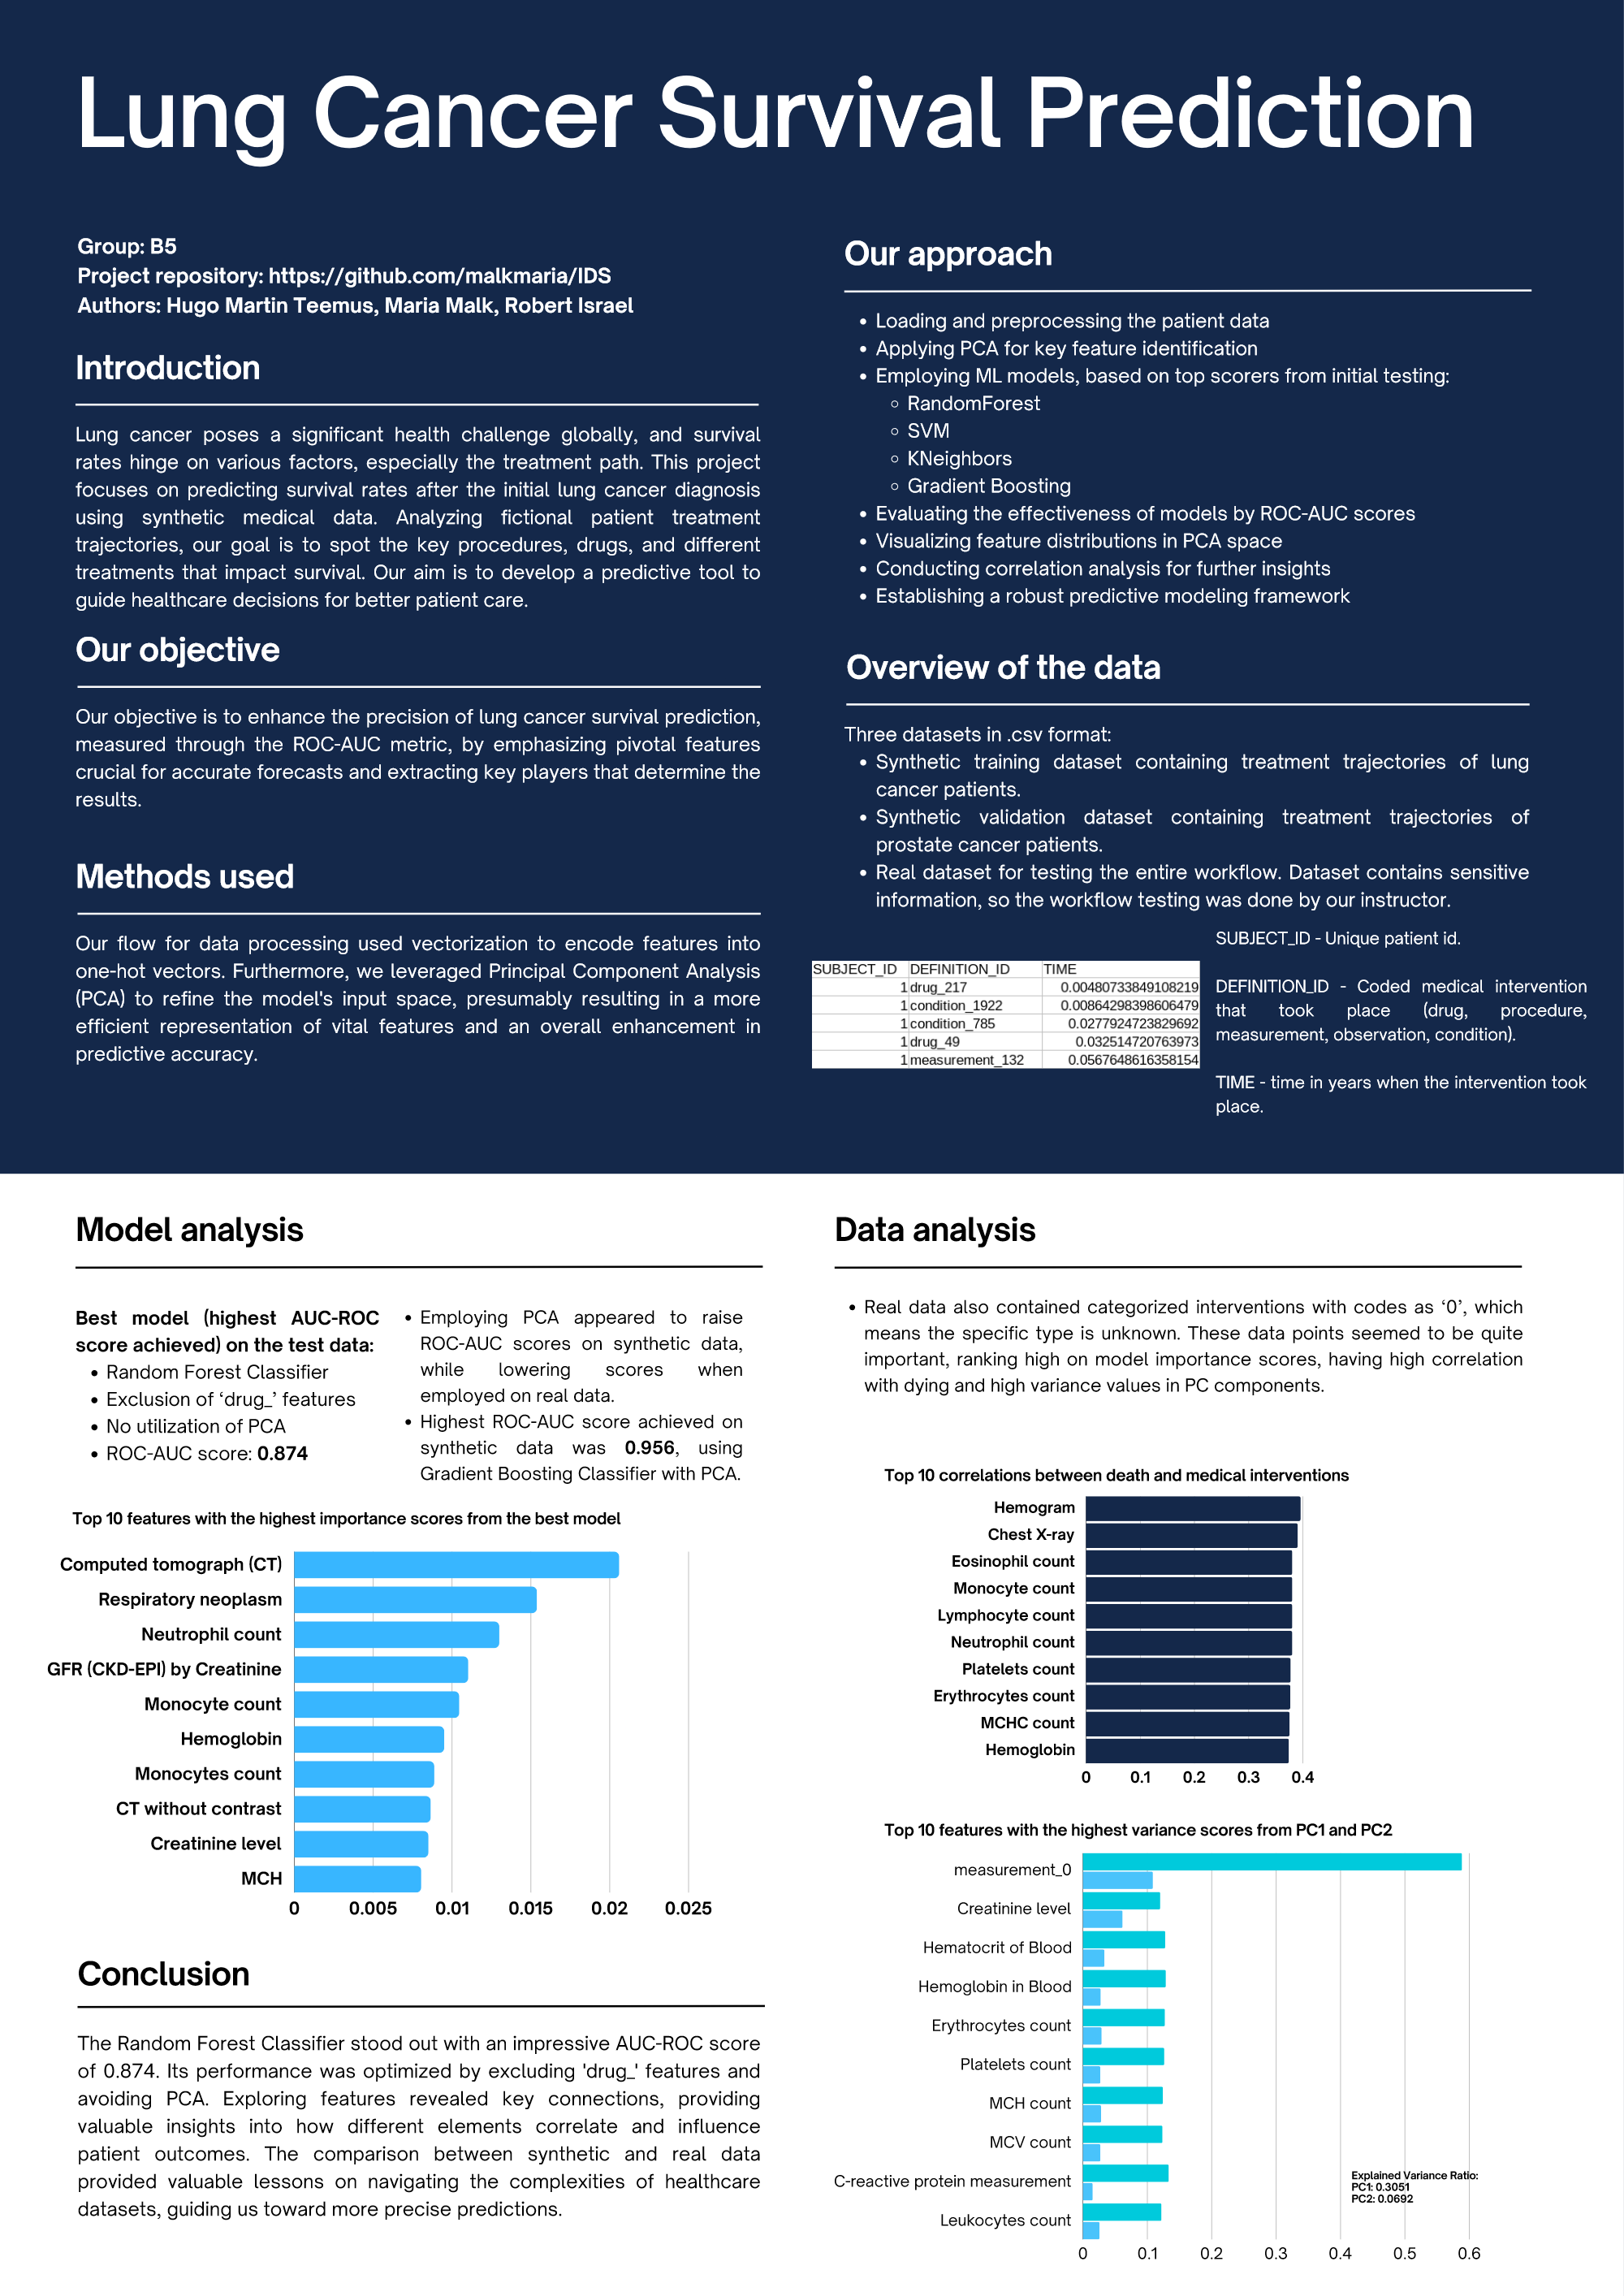 Lung Cancer Survival Prediction
Group: B5
Project repository: https://github.com/malkmaria/IDS
Authors: Hugo Martin Teemus, Maria Malk, Robert Israel
Introduction
Lung cancer poses a significant health challenge globally, and survival
rates hinge on various factors, especially the treatment path. This project
focuses on predicting survival rates after the initial lung cancer diagnosis
using synthetic medical data. Analyzing fictional patient treatment
trajectories, our goal is to spot the key procedures, drugs, and different
treatments that impact survival. Our aim is to develop a predictive tool to
guide healthcare decisions for better patient care.
Our objective
Our objective is to enhance the precision of lung cancer survival prediction,
measured through the ROC-AUC metric, by emphasizing pivotal features
crucial for accurate forecasts and extracting key players that determine the
results.
Methods used
Our flow for data processing used vectorization to encode features into
one-hot vectors. Furthermore, we leveraged Principal Component Analysis
(PCA) to refine the model's input space, presumably resulting in a more
efficient representation of vital features and an overall enhancement in
predictive accuracy.
Our approach
• Loading and preprocessing the patient data
• Applying PCA for key feature identification
• Employing ML models, based on top scorers from initial testing:
◦ RandomForest
◦ SVM
◦ KNeighbors
◦ Gradient Boosting
• Evaluating the effectiveness of models by ROC-AUC scores
• Visualizing feature distributions in PCA space
• Conducting correlation analysis for further insights
• Establishing a robust predictive modeling framework
Overview of the data
Three datasets in .csv format:
• Synthetic training dataset containing treatment trajectories of lung
cancer patients.
• Synthetic validation dataset containing treatment trajectories of
prostate cancer patients.
• Real dataset for testing the entire workflow. Dataset contains sensitive
information, so the workflow testing was done by our instructor.
SUBJECT_ID DEFINITION_ID TIME
1 drug_217 0.00480733849108219
1 condition_1922 0.00864298398606479
1 condition_785 0.0277924723829692
1 drug_49 0.032514720763973
1 measurement_132 0.0567648616358154
SUBJECT_ID - Unique patient id.
DEFINITION_ID - Coded medical intervention
that took place (drug, procedure,
measurement, observation, condition).
TIME - time in years when the intervention took
place.
Model analysis
Best model (highest AUC-ROC
score achieved) on the test data:
• Random Forest Classifier
• Exclusion of ‘drug_’ features
• No utilization of PCA
• ROC-AUC score: 0.874
• Employing PCA appeared to raise
ROC-AUC scores on synthetic data,
while lowering scores when
employed on real data.
• Highest ROC-AUC score achieved on
synthetic data was 0.956, using
Gradient Boosting Classifier with PCA.
Top 10 features with the highest importance scores from the best model
Computed tomograph (CT)
Respiratory neoplasm
Neutrophil count
GFR (CKD-EPI) by Creatinine
Monocyte count
Hemoglobin
Monocytes count
CT without contrast
Creatinine level
MCH
0 0.005 0.01 0.015 0.02 0.025
Conclusion
The Random Forest Classifier stood out with an impressive AUC-ROC score
of 0.874. Its performance was optimized by excluding 'drug_' features and
avoiding PCA. Exploring features revealed key connections, providing
valuable insights into how different elements correlate and influence
patient outcomes. The comparison between synthetic and real data
provided valuable lessons on navigating the complexities of healthcare
datasets, guiding us toward more precise predictions.
Data analysis
• Real data also contained categorized interventions with codes as ‘0’, which
means the specific type is unknown. These data points seemed to be quite
important, ranking high on model importance scores, having high correlation
with dying and high variance values in PC components.
Top 10 correlations between death and medical interventions
Hemogram
Chest X-ray
Eosinophil count
Monocyte count
Lymphocyte count
Neutrophil count
Platelets count
Erythrocytes count
MCHC count
Hemoglobin
0 0.1 0.2 0.3 0.4
Top 10 features with the highest variance scores from PC1 and PC2
measurement_0
Creatinine level
Hematocrit of Blood
Hemoglobin in Blood
Erythrocytes count
Platelets count
MCH count
MCV count
C-reactive protein measurement
Leukocytes count
Explained Variance Ratio:
PC1: 0.3051
PC2: 0.0692
0 0.1 0.2 0.3 0.4 0.5 0.6